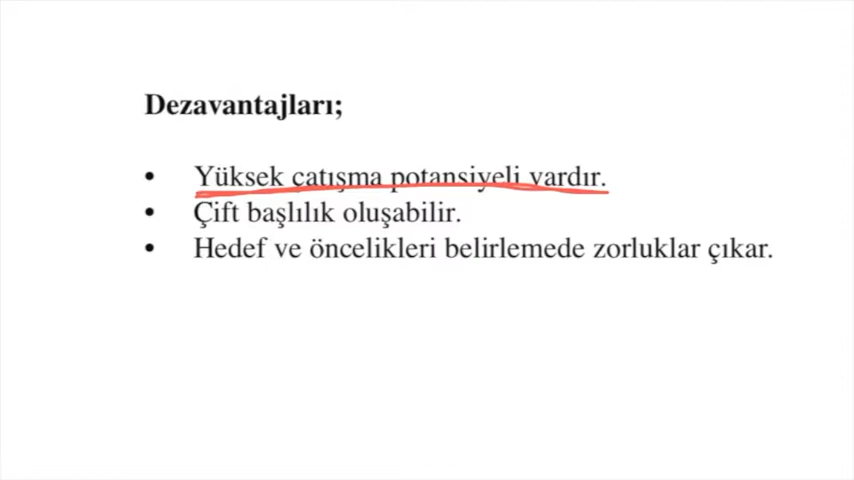 Dezavantajları;
• Yüksek çatışma potansiyeli vardır.
• Çift başlılık oluşabilir.
• Hedef ve öncelikleri belirlemede zorluklar çıkar.